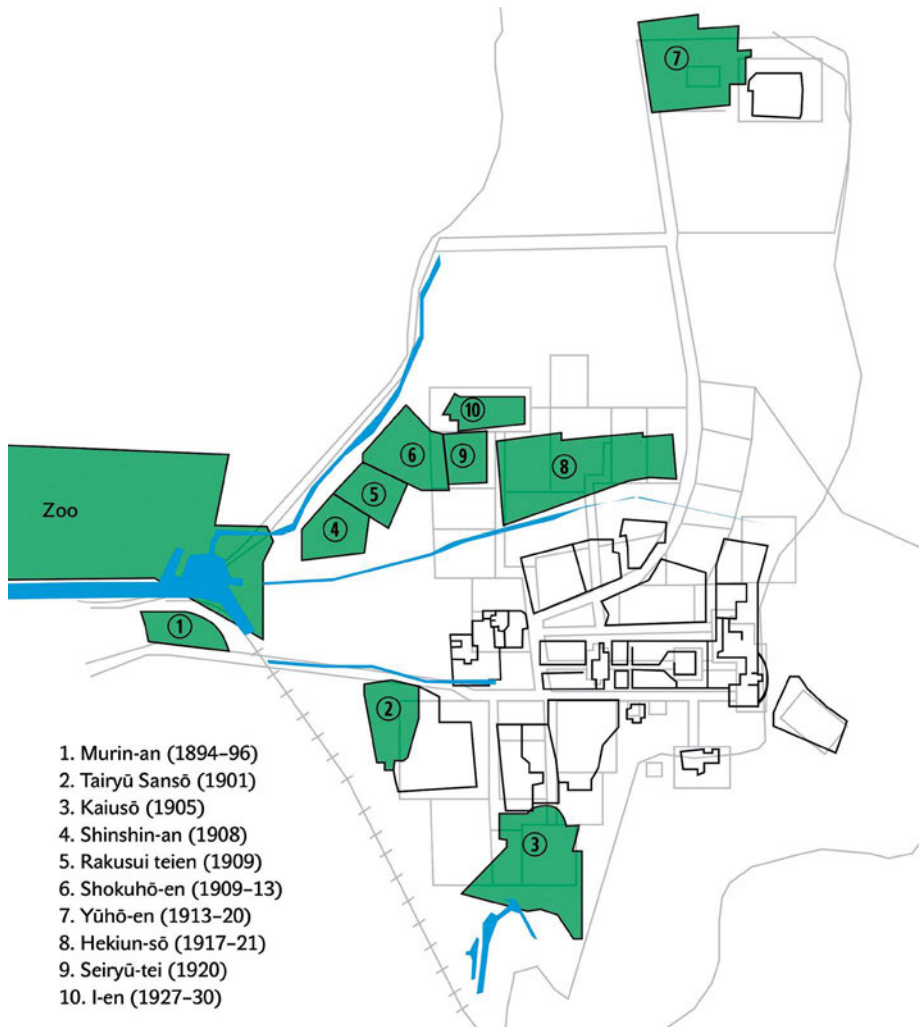 ⑦
⑩
⑥
⑨
⑧
⑤
Zoo
④
①
②
③
1. Murin-an (1894–96)
2. Tairyū Sansō (1901)
3. Kaiusō (1905)
4. Shinshin-an (1908)
5. Rakusui teien (1909)
6. Shokuhō-en (1909–13)
7. Yūhō-en (1913–20)
8. Hekiun-sō (1917–21)
9. Seiryū-tei (1920)
10. I-en (1927–30)